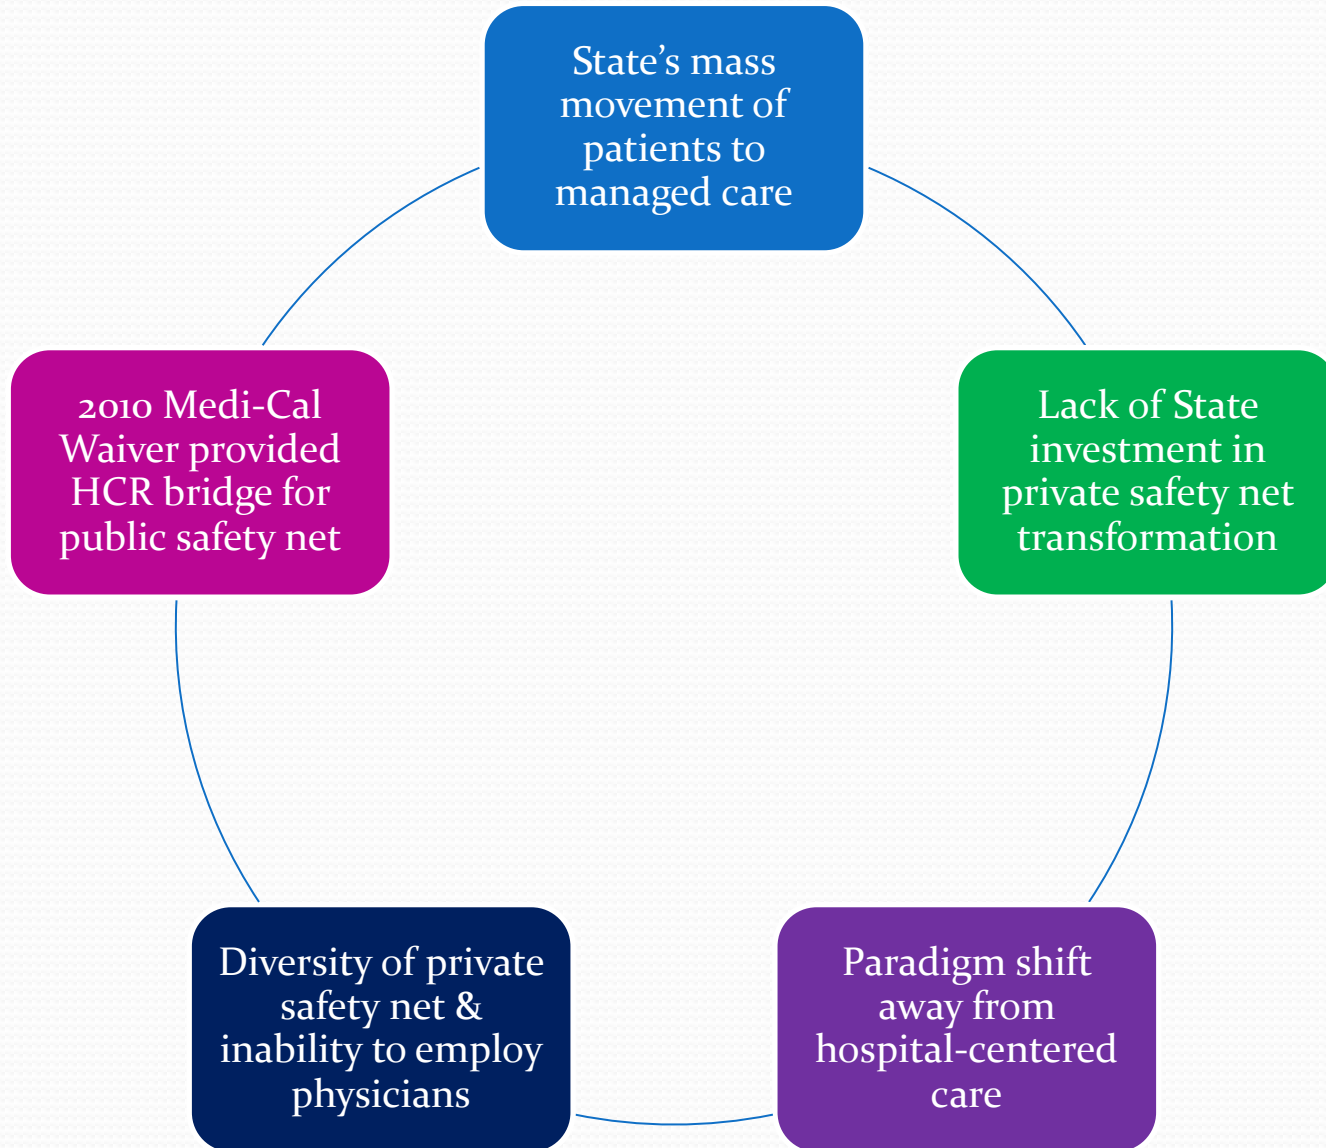 State’s mass
movement of
patients to
managed care
Lack of State
investment in
private safety net
transformation
Paradigm shift
away from
hospital-centered
care
Diversity of private
safety net &
inability to employ
physicians
2010 Medi-Cal
Waiver provided
HCR bridge for
public safety net